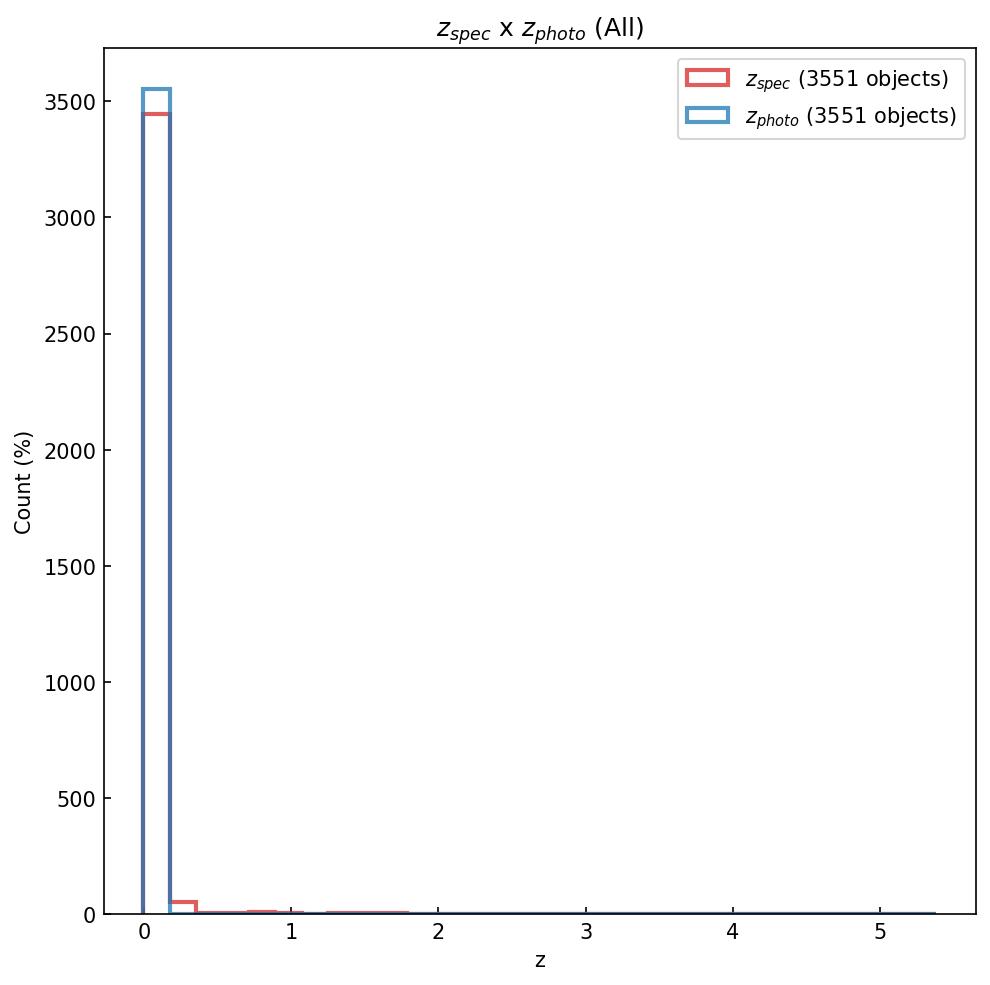 z_spec x z_photo (All)
z_spec (3551 objects)
z_photo (3551 objects)
Count (%)
3500
3000
2500
2000
1500
1000
500
0
0 1 2 3 4 5
z